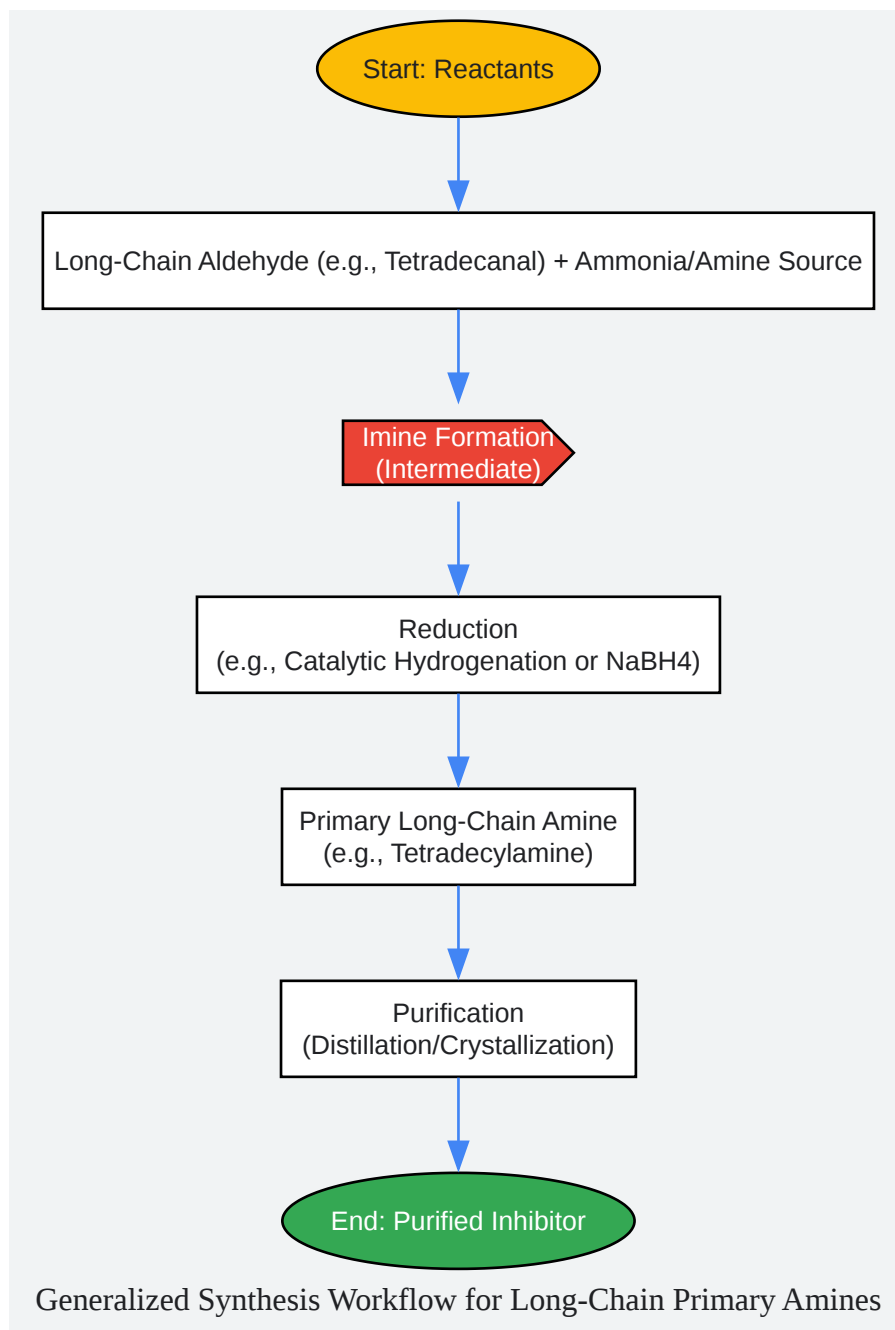 Start: Reactants
Long-Chain Aldehyde (e.g., Tetradecanal) + Ammonia/Amine Source
Imine Formation
(Intermediate)
Reduction
(e.g., Catalytic Hydrogenation or NaBH4)
Primary Long-Chain Amine
(e.g., Tetradecylamine)
Purification
(Distillation/Crystallization)
End: Purified Inhibitor
Generalized Synthesis Workflow for Long-Chain Primary Amines